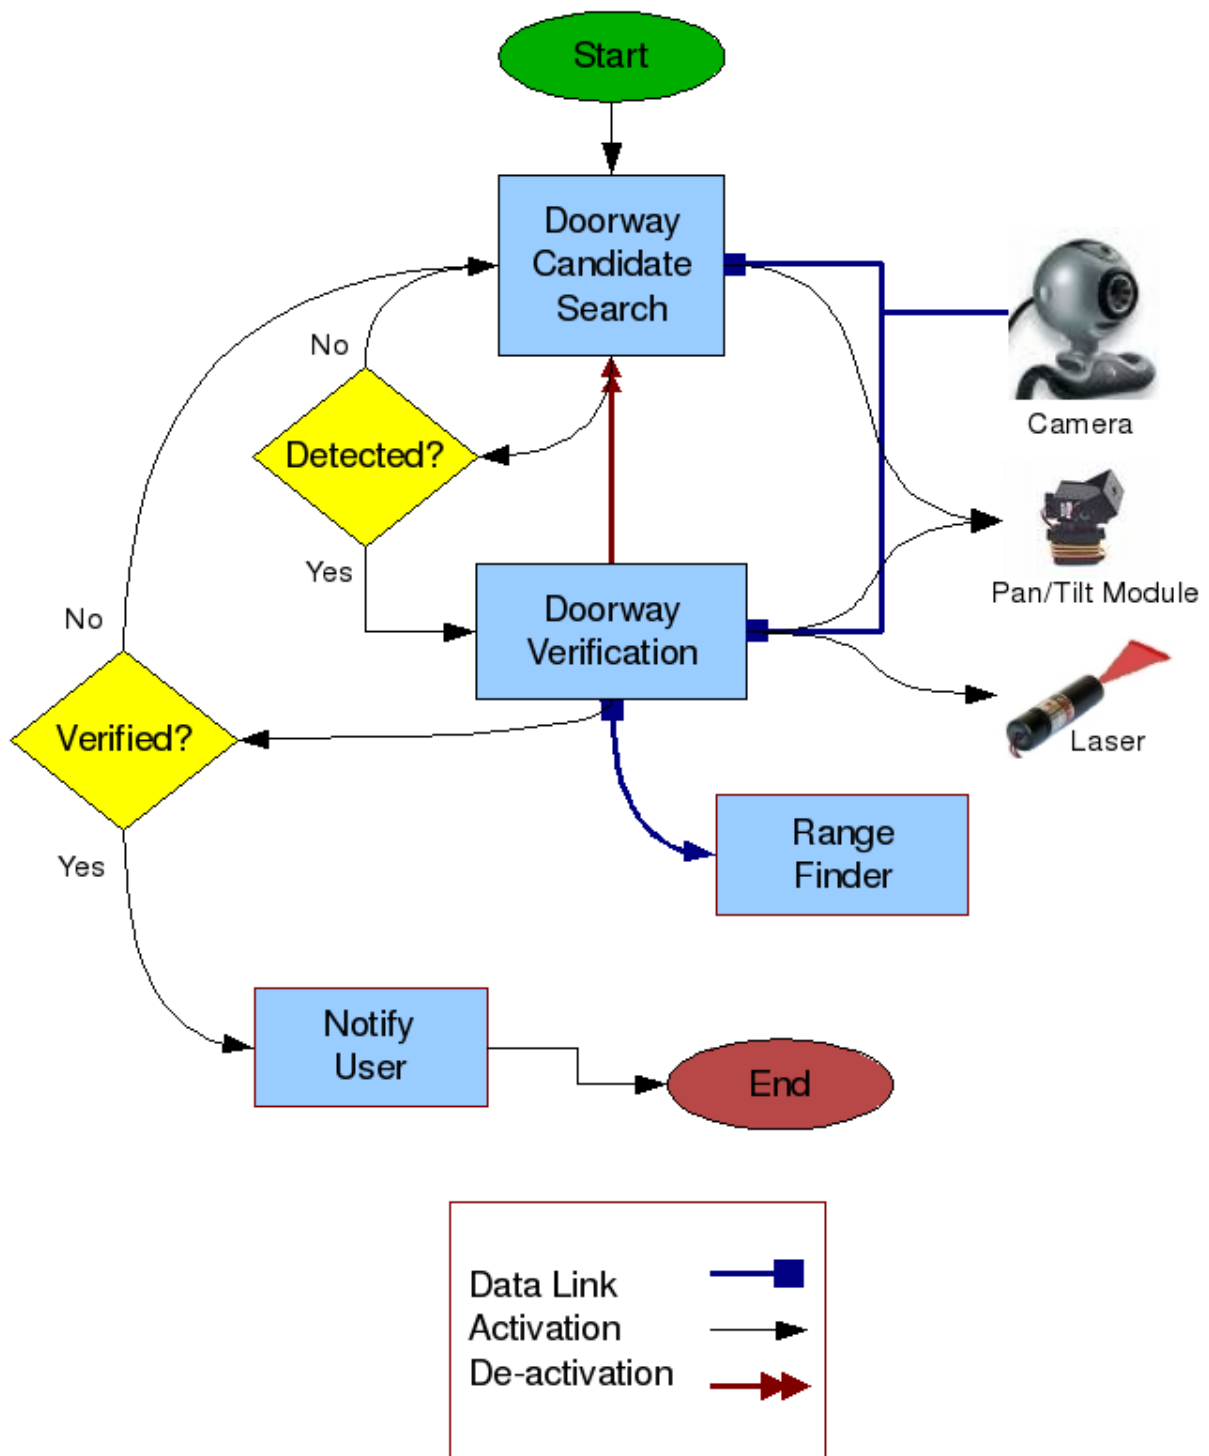 Start
Doorway
Candidate
Search
No
Detected?
Camera
Yes
Doorway
Verification
Pan/Tilt Module
No
Verified?
Laser
Yes
Range
Finder
Notify
User
End
Data Link
Activation
De-activation